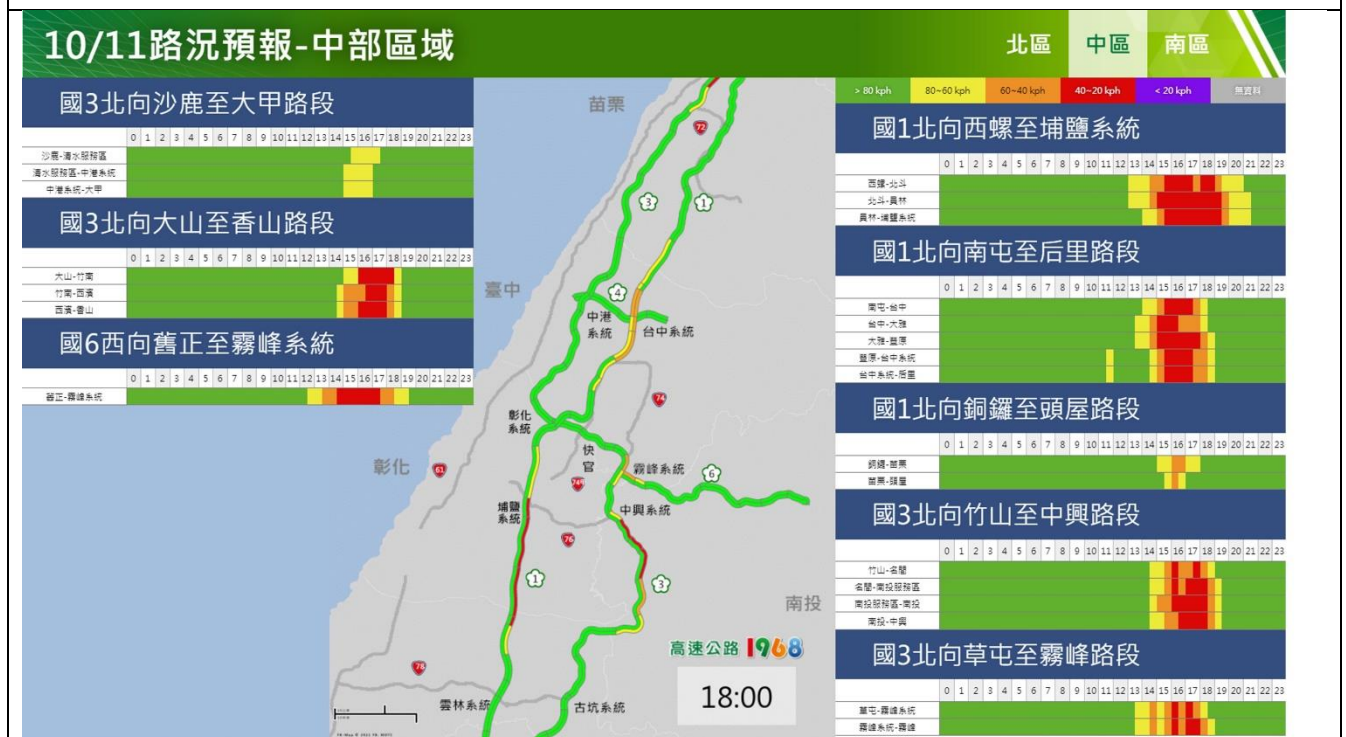 10/11路況預報-中部區域
北區 中區 南區
國3北向沙鹿至大甲路段
0 1 2 3 4 5 6 7 8 9 10 11 12 13 14 15 16 17 18 19 20 21 22 23
沙鹿-清水服務區
清水服務區-中港系統
中港系統-大甲
國3北向大山至香山路段
0 1 2 3 4 5 6 7 8 9 10 11 12 13 14 15 16 17 18 19 20 21 22 23
大山-竹南
竹南-西濱
西濱-香山
國6西向舊正至霧峰系統
0 1 2 3 4 5 6 7 8 9 10 11 12 13 14 15 16 17 18 19 20 21 22 23
舊正-霧峰系統
苗栗
72
3
1
臺中
4
中港
系統
台中系統
74
彰化
系統
彰化
61
快
官
74甲
霧峰系統
6
埔鹽
系統
中興系統
76
1
3
南投
高速公路 1968
78
雲林系統
古坑系統
18:00
> 80 kph 80~60 kph 60~40 kph 40~20 kph < 20 kph 無資料
國1北向西螺至埔鹽系統
0 1 2 3 4 5 6 7 8 9 10 11 12 13 14 15 16 17 18 19 20 21 22 23
西螺-北斗
北斗-員林
員林-埔鹽系統
國1北向南屯至后里路段
0 1 2 3 4 5 6 7 8 9 10 11 12 13 14 15 16 17 18 19 20 21 22 23
南屯-台中
台中-大雅
大雅-豐原
豐原-台中系統
台中系統-后里
國1北向銅鑼至頭屋路段
0 1 2 3 4 5 6 7 8 9 10 11 12 13 14 15 16 17 18 19 20 21 22 23
銅鑼-苗栗
苗栗-頭屋
國3北向竹山至中興路段
0 1 2 3 4 5 6 7 8 9 10 11 12 13 14 15 16 17 18 19 20 21 22 23
竹山-名間
名間-南投服務區
南投服務區-南投
南投-中興
國3北向草屯至霧峰路段
0 1 2 3 4 5 6 7 8 9 10 11 12 13 14 15 16 17 18 19 20 21 22 23
草屯-霧峰系統
霧峰系統-霧峰